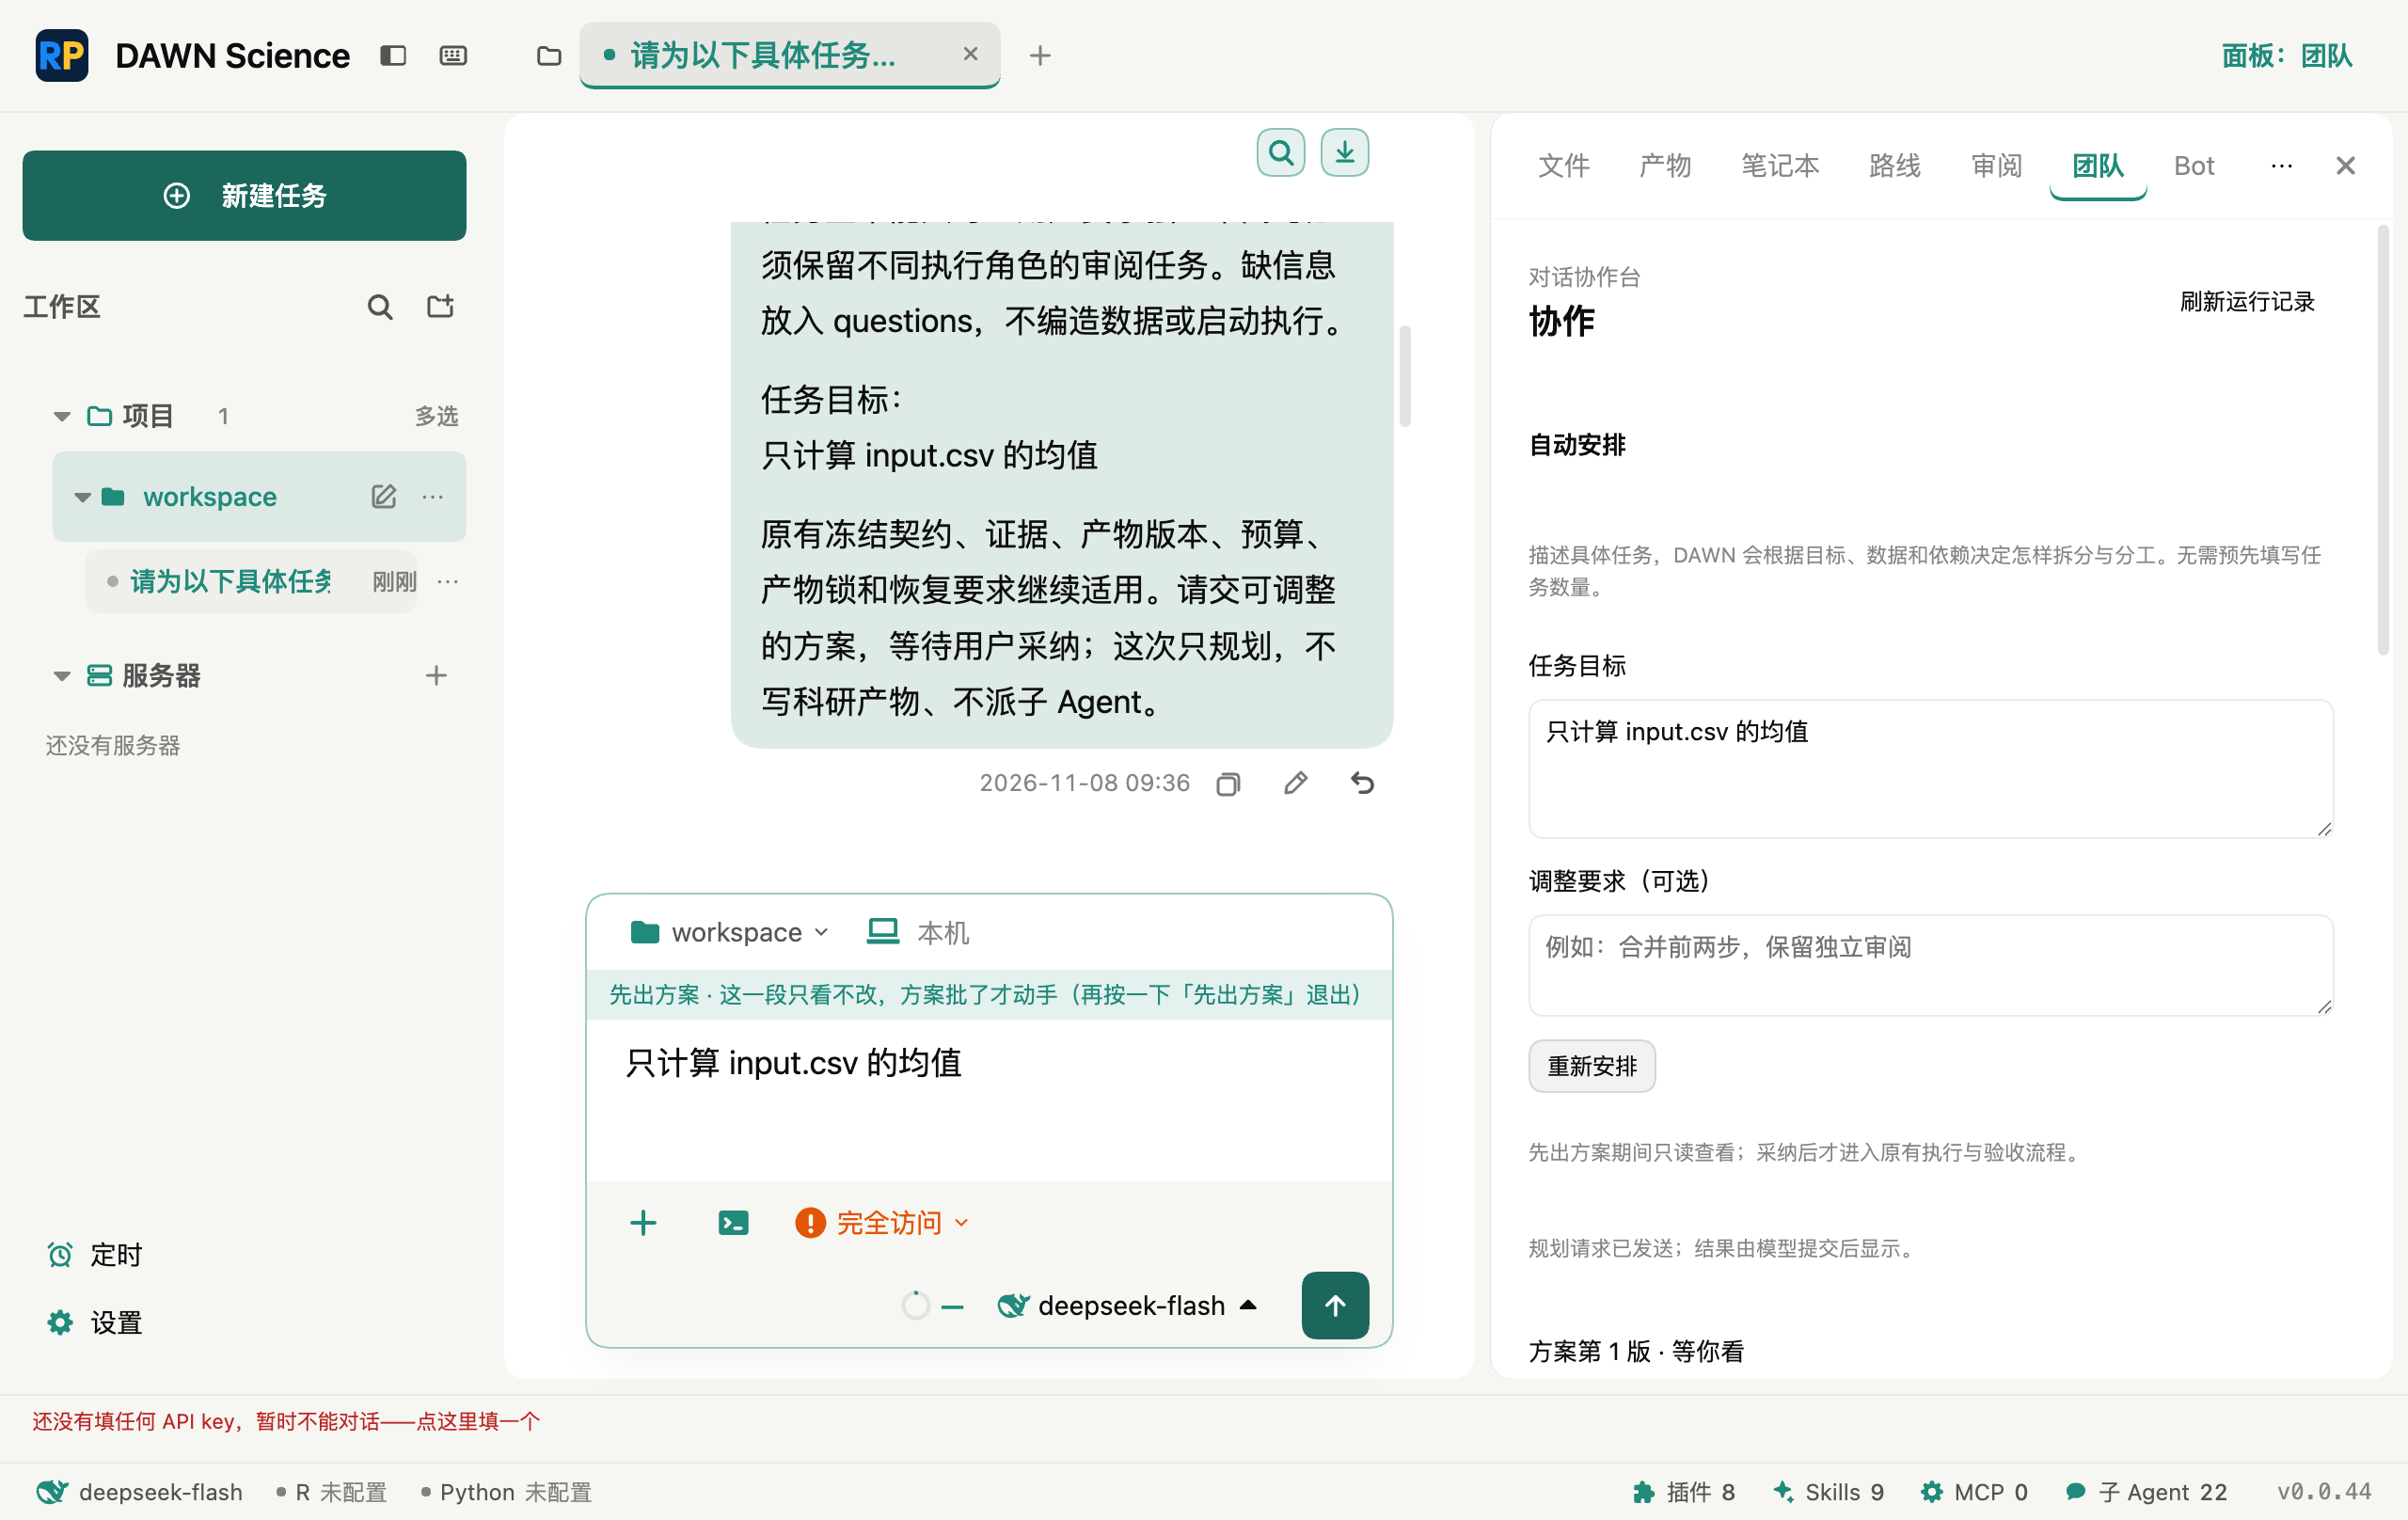 RP DAWN Science
请为以下具体任务...
面板：团队
新建任务
工作区
项目 1 多选
workspace
请为以下具体任务 刚刚
服务器
还没有服务器
定时
设置
须保留不同执行角色的审阅任务。缺信息
放入 questions，不编造数据或启动执行。
任务目标：
只计算 input.csv 的均值
原有冻结契约、证据、产物版本、预算、
产物锁和恢复要求继续适用。请交可调整
的方案，等待用户采纳；这次只规划，不
写科研产物、不派子 Agent。
2026-11-08 09:36
workspace 本机
先出方案 · 这一段只看不改，方案批了才动手（再按一下「先出方案」退出）
只计算 input.csv 的均值
完全访问
deepseek-flash
文件 产物 笔记本 路线 审阅 团队 Bot
对话协作台
协作
刷新运行记录
自动安排
描述具体任务，DAWN 会根据目标、数据和依赖决定怎样拆分与分工。无需预先填写任
务数量。
任务目标
只计算 input.csv 的均值
调整要求（可选）
例如：合并前两步，保留独立审阅
重新安排
先出方案期间只读查看；采纳后才进入原有执行与验收流程。
规划请求已发送；结果由模型提交后显示。
方案第 1 版 · 等你看
还没有填任何 API key，暂时不能对话——点这里填一个
deepseek-flash R 未配置 Python 未配置
插件 8 Skills 9 MCP 0 子 Agent 22 v0.0.44